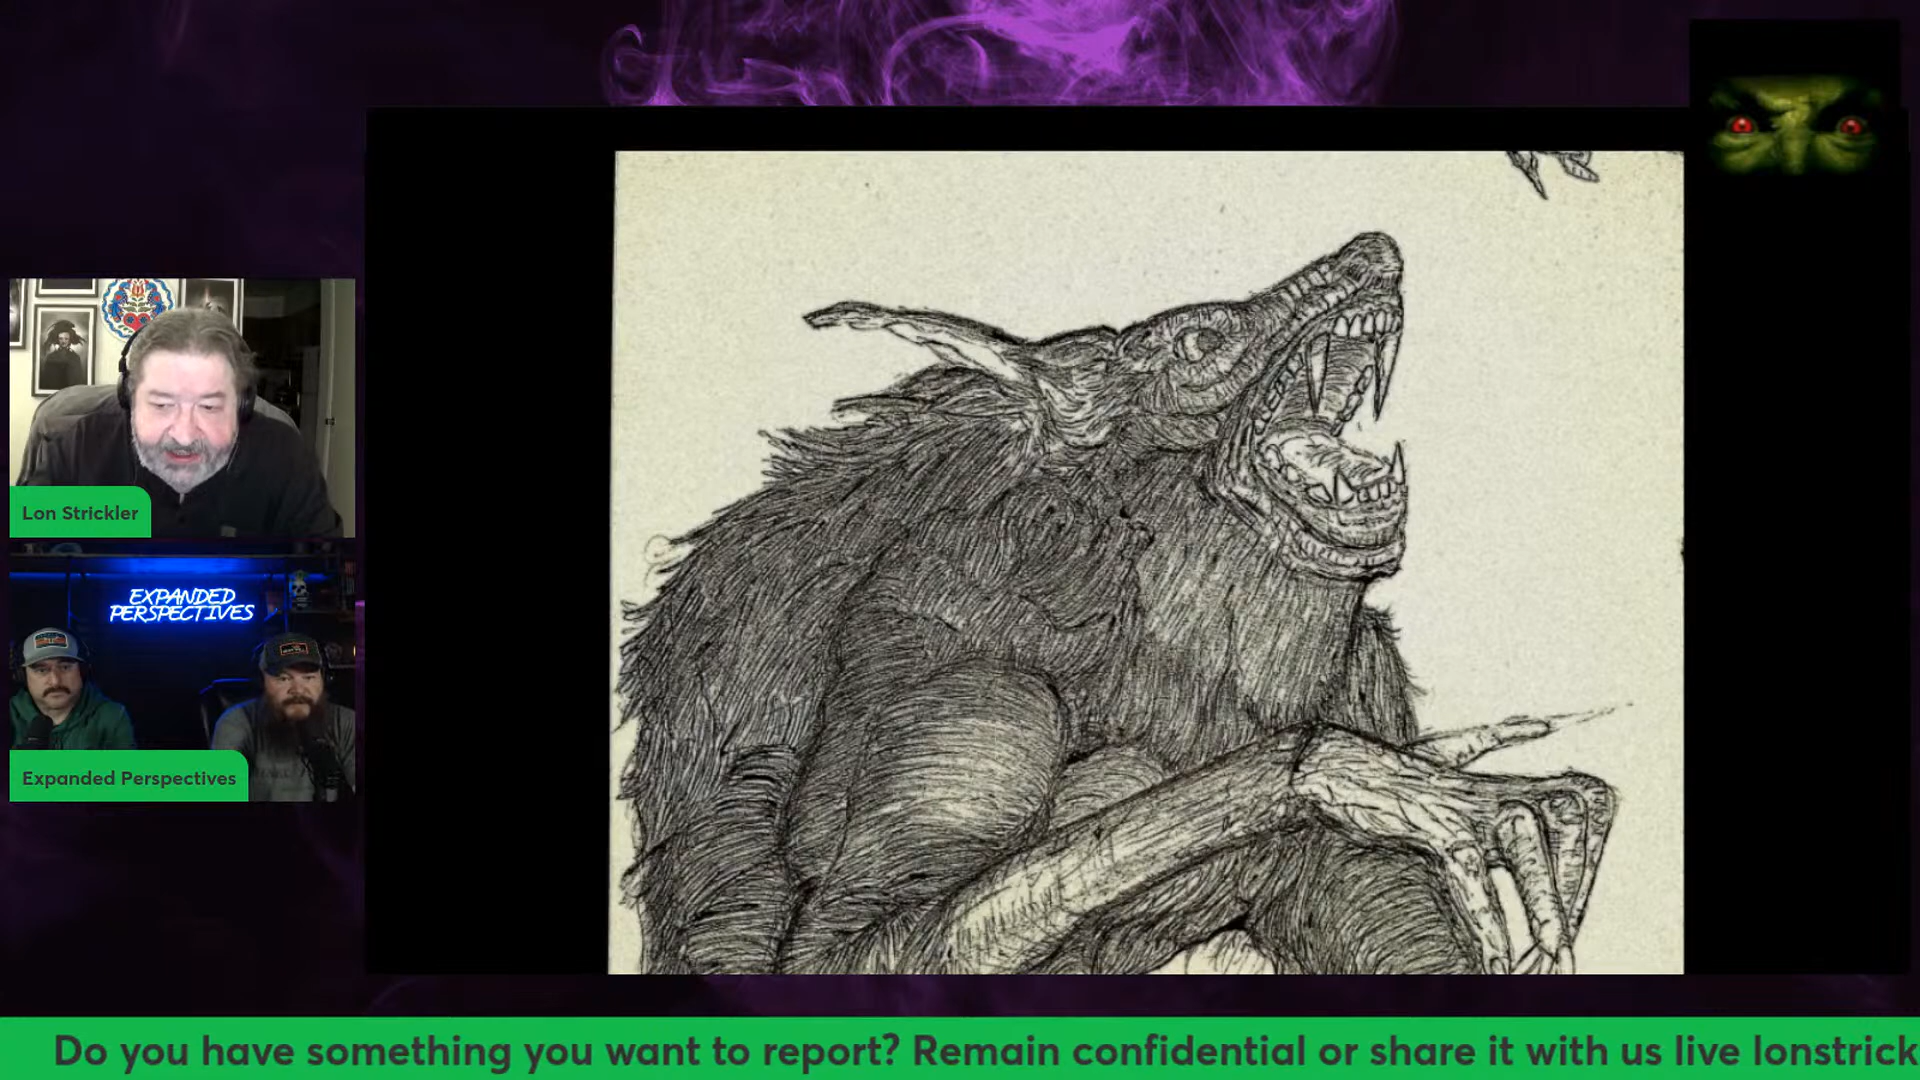 Lon Strickler
EXPANDED
PERSPECTIVES
Expanded Perspectives
Do you have something you want to report? Remain confidential or share it with us live lonstrick